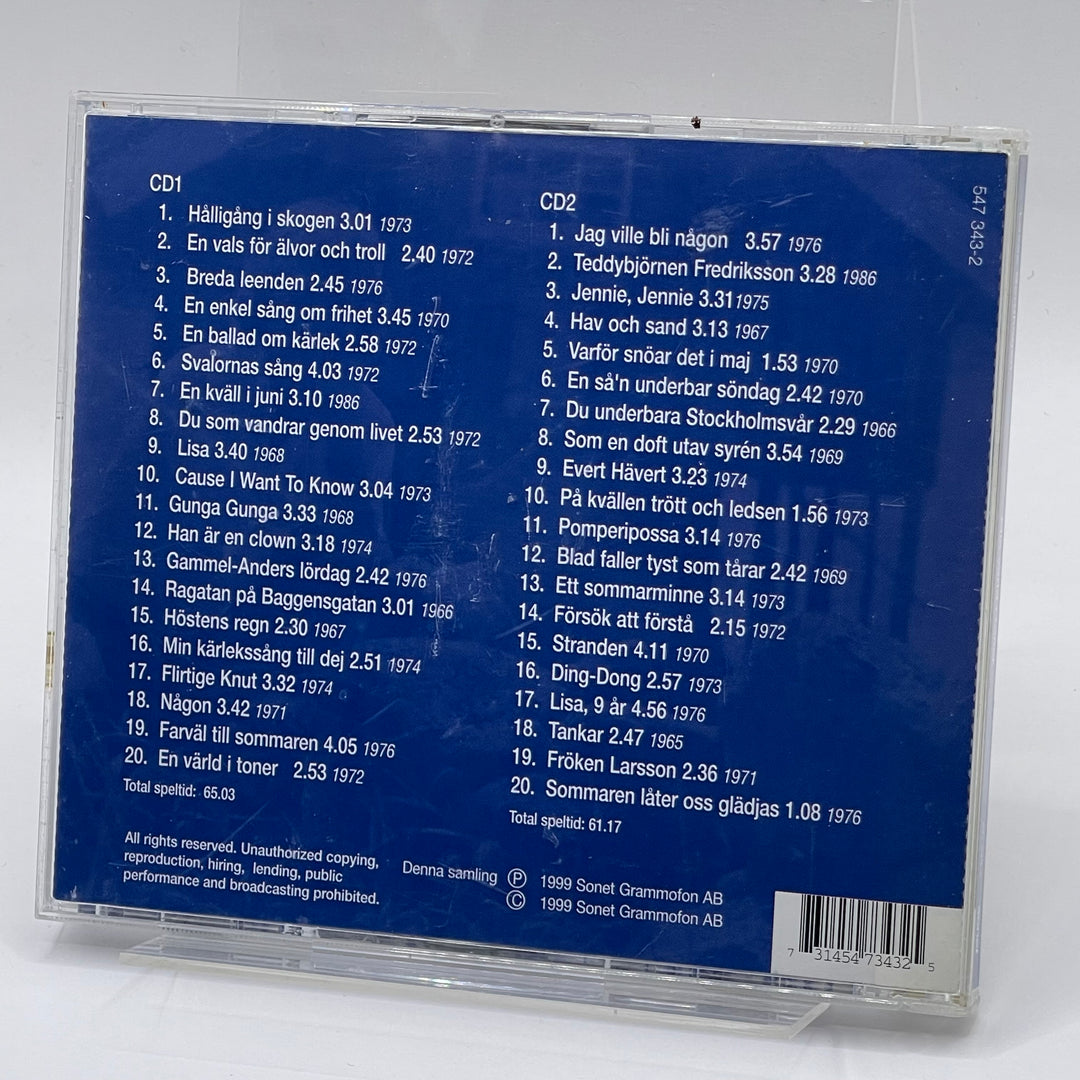 CD1
1. Hålligång i skogen 3.01 1973
2. En vals för älvor och troll 2.40 1972
3. Breda leenden 2.45 1976
4. En enkel sång om frihet 3.45 1970
5. En ballad om kärlek 2.58 1972
6. Svalornas sång 4.03 1972
7. En kväll i juni 3.10 1986
8. Du som vandrar genom livet 2.53 1972
9. Lisa 3.40 1968
10. Cause I Want To Know 3.04 1973
11. Gunga Gunga 3.33 1968
12. Han är en clown 3.18 1974
13. Gammel-Anders lördag 2.42 1976
14. Ragatan på Baggensgatan 3.01 1966
15. Höstens regn 2.30 1967
16. Min kärlekssång till dej 2.51 1974
17. Flirtige Knut 3.32 1974
18. Någon 3.42 1971
19. Farväl till sommaren 4.05 1976
20. En värld i toner 2.53 1972
Total speltid: 65.03
CD2
1. Jag ville bli någon 3.57 1976
2. Teddybjörnen Fredriksson 3.28 1986
3. Jennie, Jennie 3.31 1975
4. Hav och sand 3.13 1967
5. Varför snöar det i maj 1.53 1970
6. En så'n underbar söndag 2.42 1970
7. Du underbara Stockholmsvår 2.29 1966
8. Som en doft utav syrén 3.54 1969
9. Evert Hävert 3.23 1974
10. På kvällen trött och ledsen 1.56 1973
11. Pomperipossa 3.14 1976
12. Blad faller tyst som tårar 2.42 1969
13. Ett sommarminne 3.14 1973
14. Försök att förstå 2.15 1972
15. Stranden 4.11 1970
16. Ding-Dong 2.57 1973
17. Lisa, 9 år 4.56 1976
18. Tankar 2.47 1965
19. Fröken Larsson 2.36 1971
20. Sommaren låter oss glädjas 1.08 1976
Total speltid: 61.17
547 343-2
All rights reserved. Unauthorized copying,
reproduction, hiring, lending, public
performance and broadcasting prohibited.
Denna samling Ⓟ 1999 Sonet Grammofon AB
© 1999 Sonet Grammofon AB
7 31454 73432 5